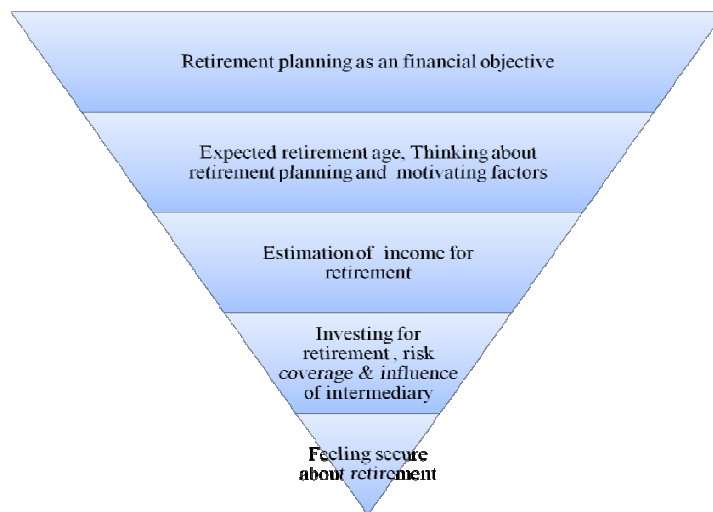 Retirement planning as an financial objective
Expected retirement age, Thinking about
retirement planning and motivating factors
Estimation of income for
retirement
Investing for
retirement , risk
coverage & influence
of intermediary
Feeling secure
about retirement